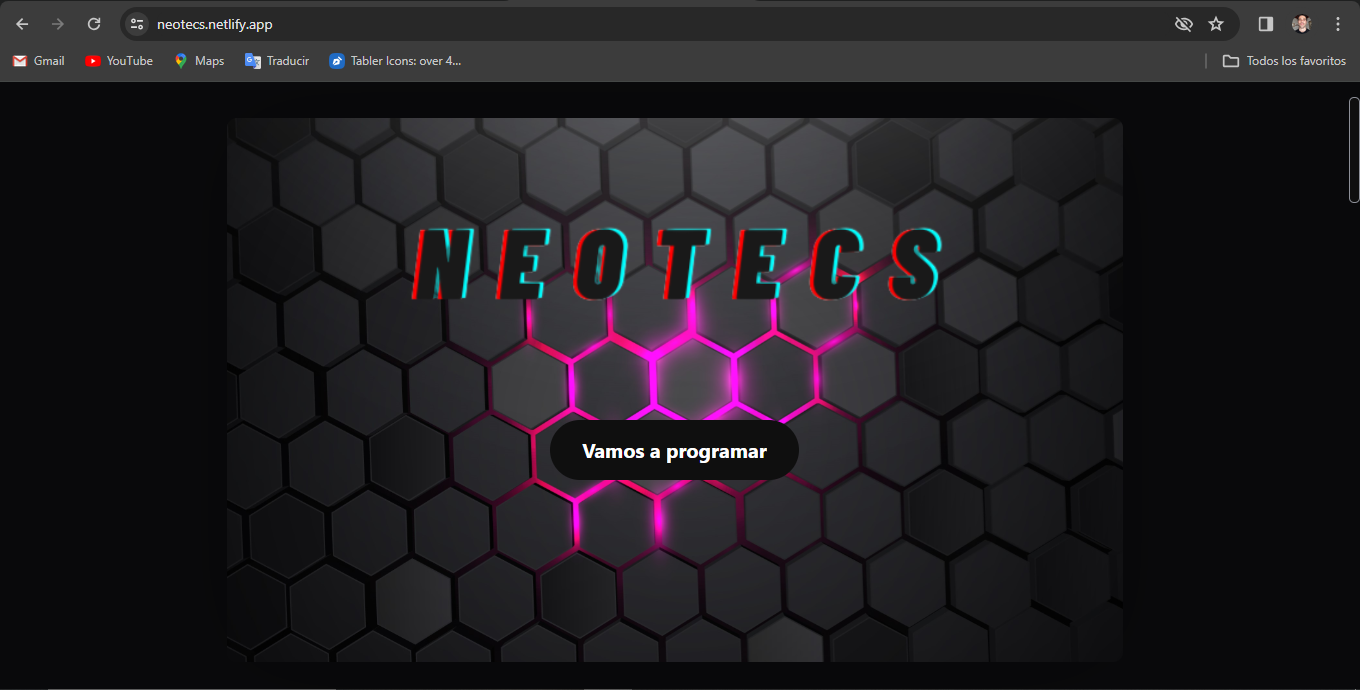 neotecs.netlify.app
Gmail YouTube Maps Traducir Tabler Icons: over 4... Todos los favoritos
NEOTECS
Vamos a programar